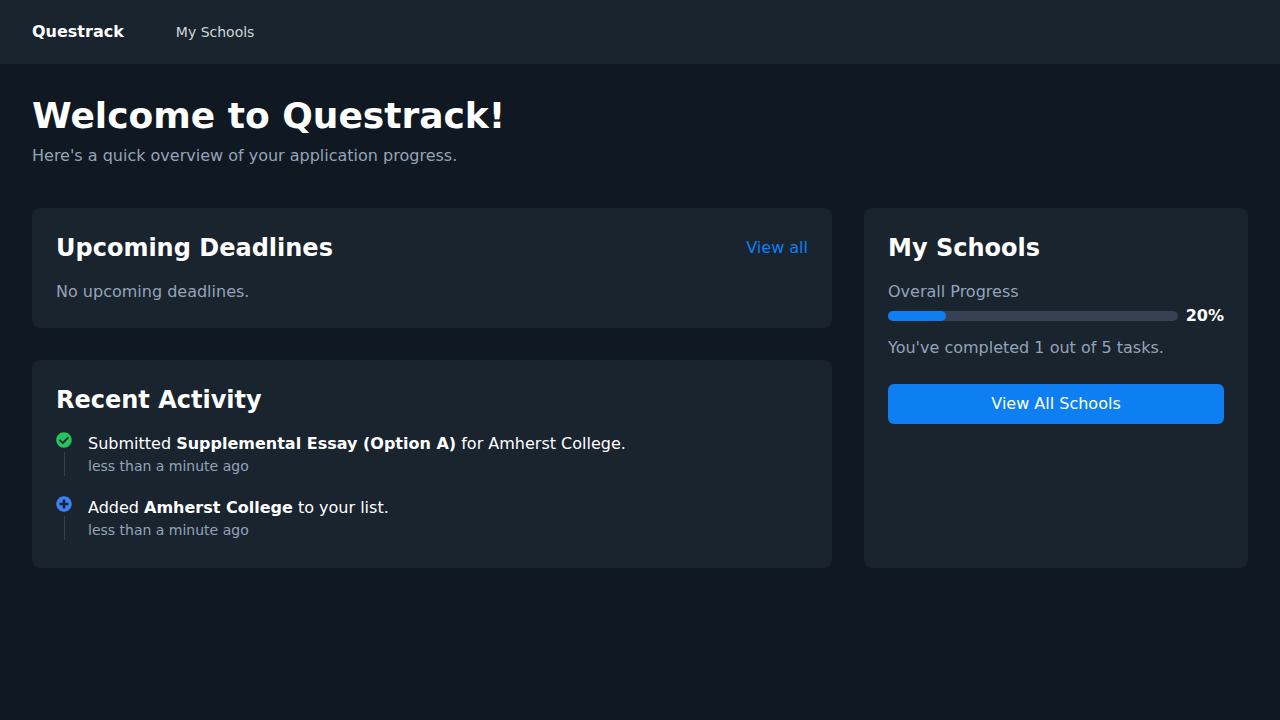 Questrack
My Schools
Welcome to Questrack!
Here's a quick overview of your application progress.
Upcoming Deadlines
View all
No upcoming deadlines.
Recent Activity
Submitted Supplemental Essay (Option A) for Amherst College.
less than a minute ago
Added Amherst College to your list.
less than a minute ago
My Schools
Overall Progress
20%
You've completed 1 out of 5 tasks.
View All Schools